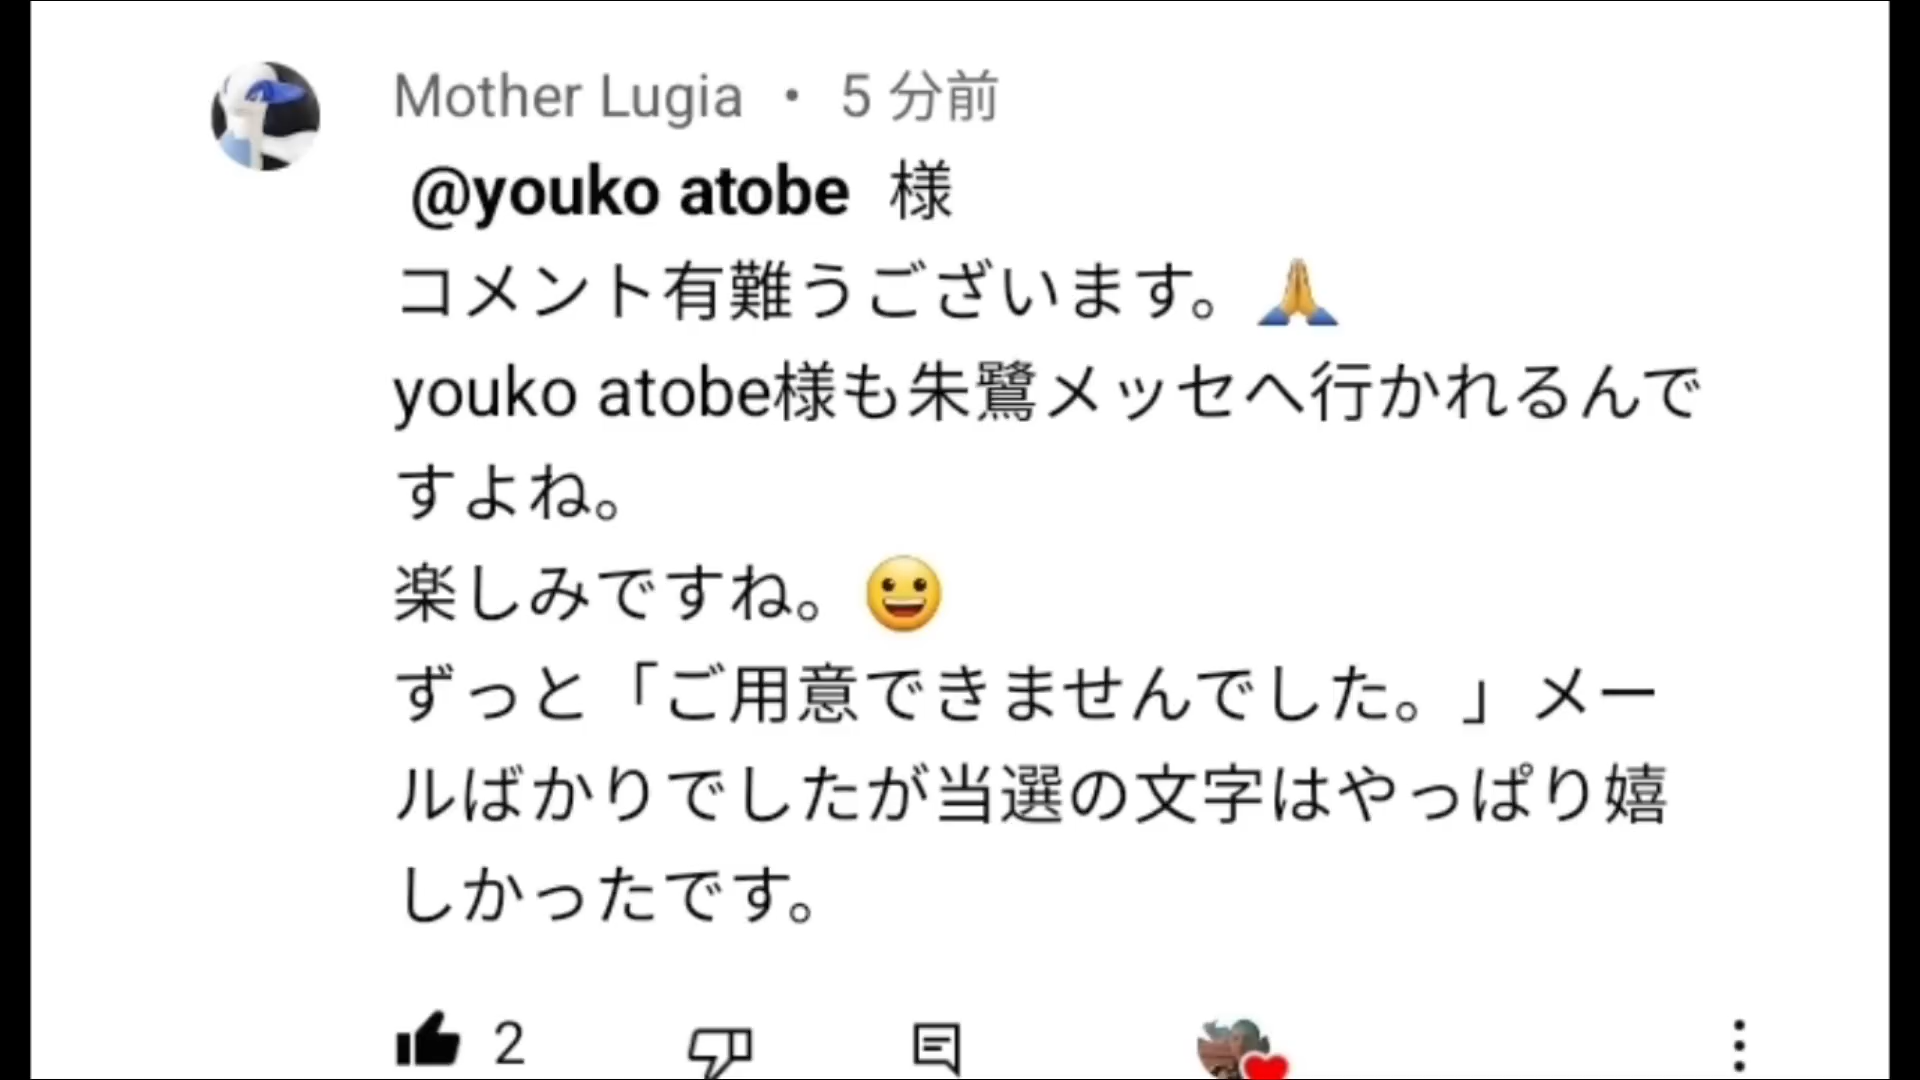 Mother Lugia ・ 5 分前
@youko atobe 様
コメント有難うございます。🙏
youko atobe様も朱鷺メッセへ行かれるんで
すよね。
楽しみですね。😀
ずっと「ご用意できませんでした。」メー
ルばかりでしたが当選の文字はやっぱり嬉
しかったです。
2